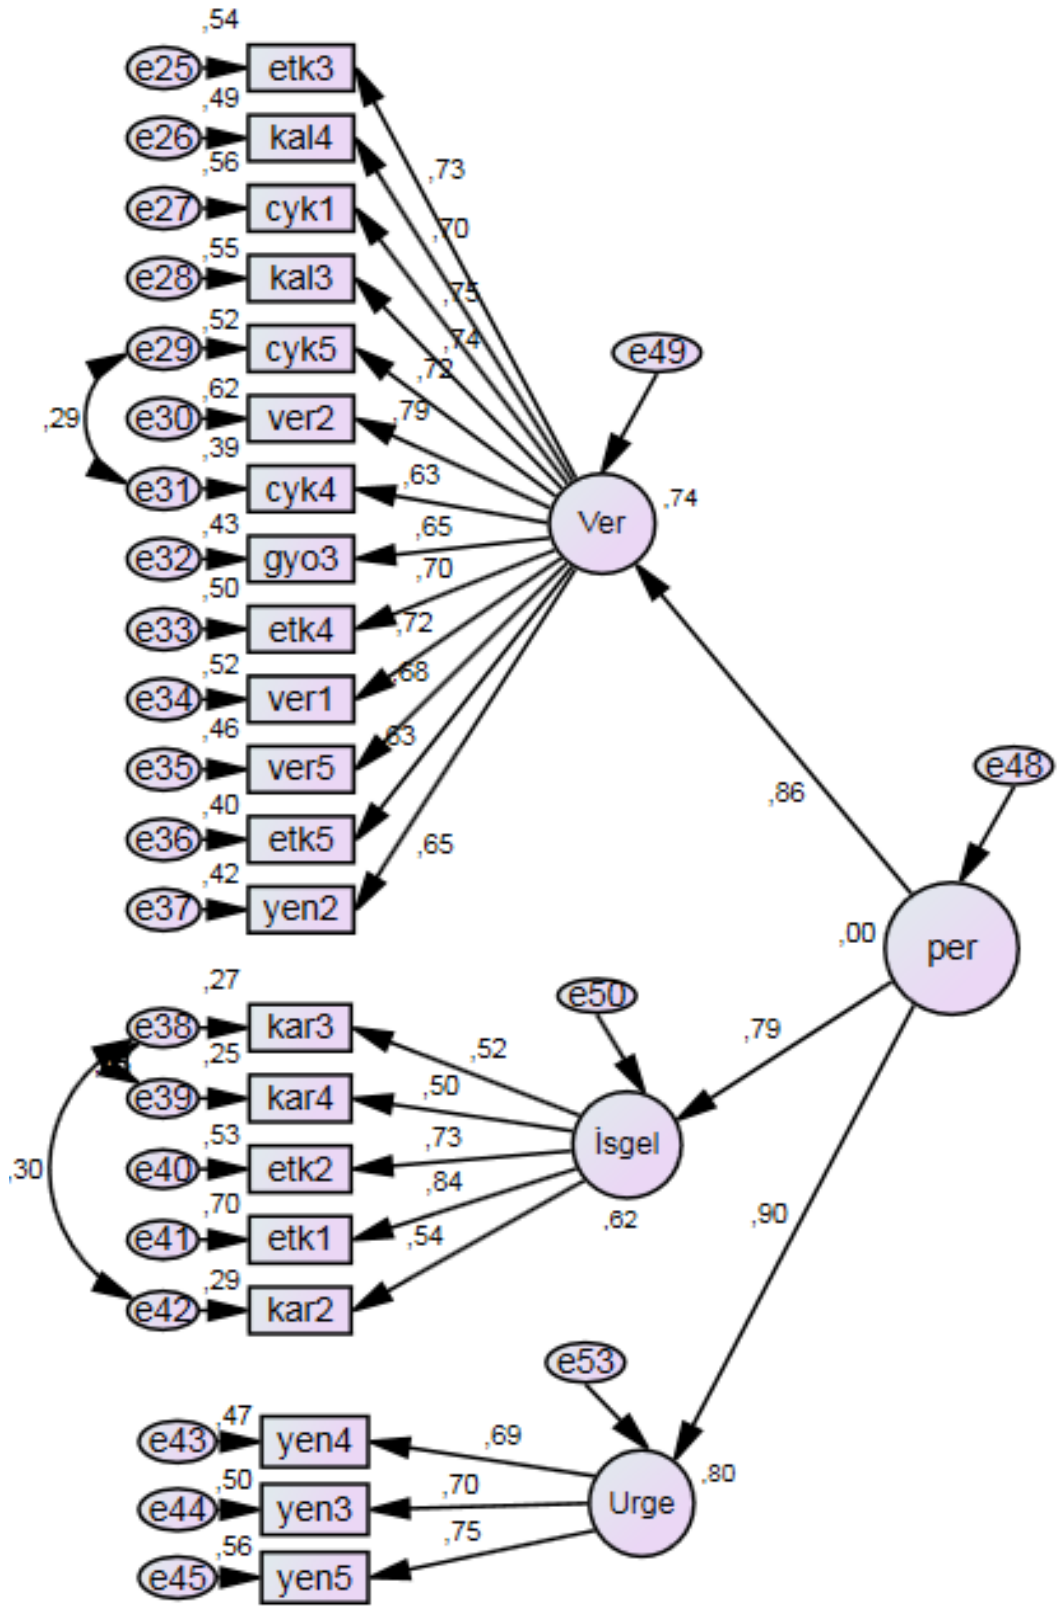 ,54
e25 etk3
,49
e26 kal4
,73
,56
e27 cyk1
,70
,55
e28 kal3
,75
,52
e29 cyk5
,74
e49
,72
,62
e30 ver2
,79
,29
,39
e31 cyk4
,63
Ver ,74
,43
e32 gyo3
,65
,70
,50
e33 etk4
,72
,52
e34 ver1
,68
,46
e35 ver5
,63
e48
,86
,40
e36 etk5
,65
,42
e37 yen2
,00 per
,27
e38 kar3
e50
,52
,79
,25
e39 kar4
,50
,53
e40 etk2
,73
İsgel
,30
,84
,70
e41 etk1
,54
,62
,90
,29
e42 kar2
e53
,47
e43 yen4
,69
,50
e44 yen3
,70
Urge ,80
,75
,56
e45 yen5